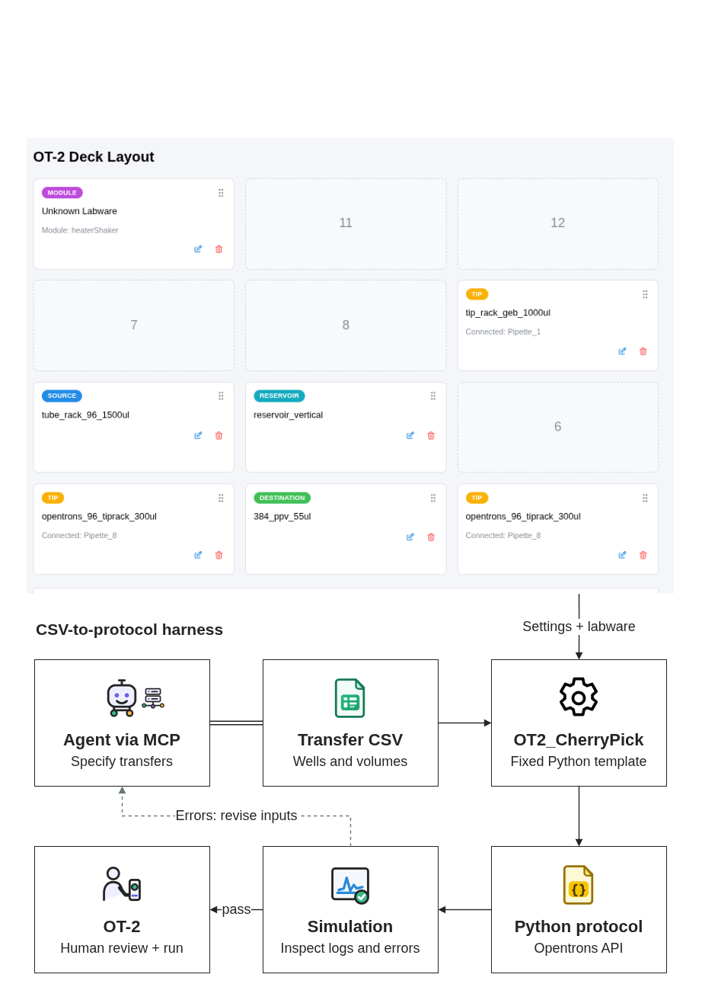 OT-2 Deck Layout
MODULE
Unknown Labware
Module: heaterShaker
11
12
7
8
TIP
tip_rack_geb_1000ul
Connected: Pipette_1
SOURCE
tube_rack_96_1500ul
RESERVOIR
reservoir_vertical
6
TIP
opentrons_96_tiprack_300ul
Connected: Pipette_8
DESTINATION
384_ppv_55ul
TIP
opentrons_96_tiprack_300ul
Connected: Pipette_8
CSV-to-protocol harness
Settings + labware
Agent via MCP
Specify transfers
Transfer CSV
Wells and volumes
OT2_CherryPick
Fixed Python template
Errors: revise inputs
OT-2
Human review + run
pass
Simulation
Inspect logs and errors
{}
Python protocol
Opentrons API